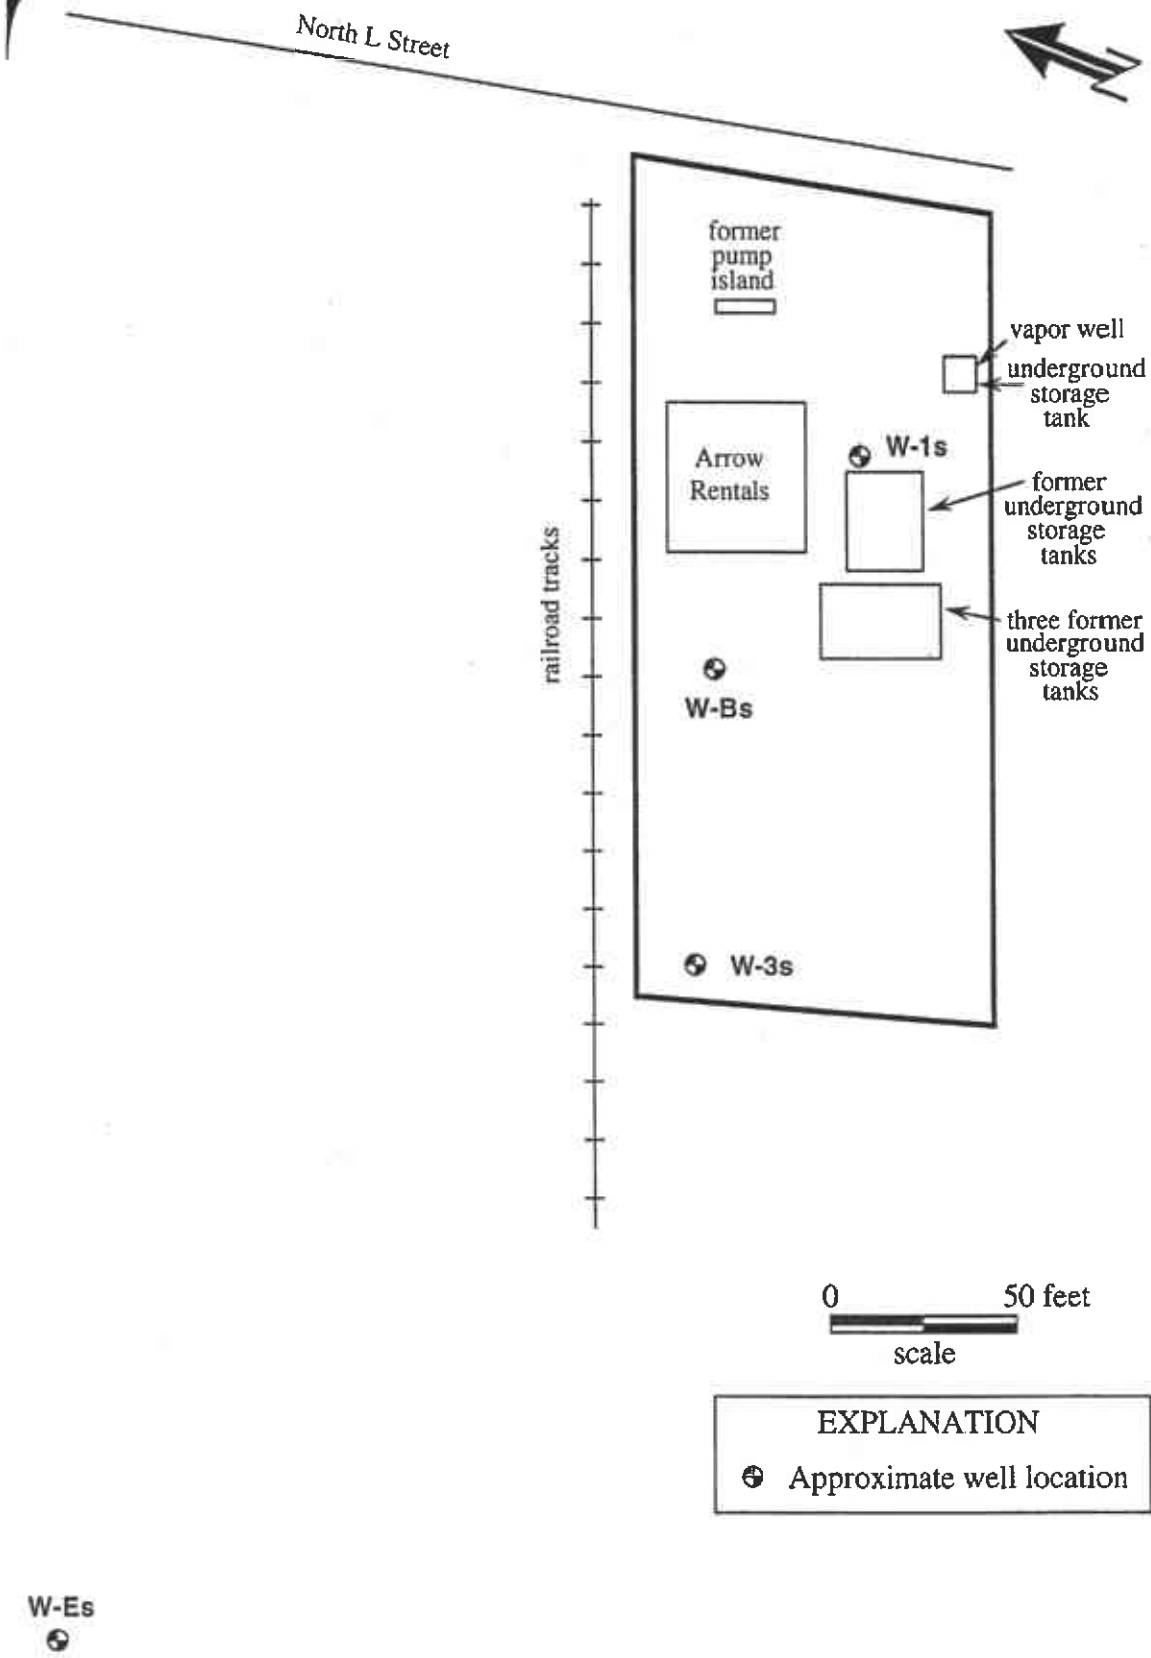 North L Street
N
former
pump
island
vapor well
underground
storage
tank
W-1s
Arrow
Rentals
former
underground
storage
tanks
railroad tracks
three former
underground
storage
tanks
W-Bs
W-3s
0 50 feet
scale
EXPLANATION
Approximate well location
W-Es